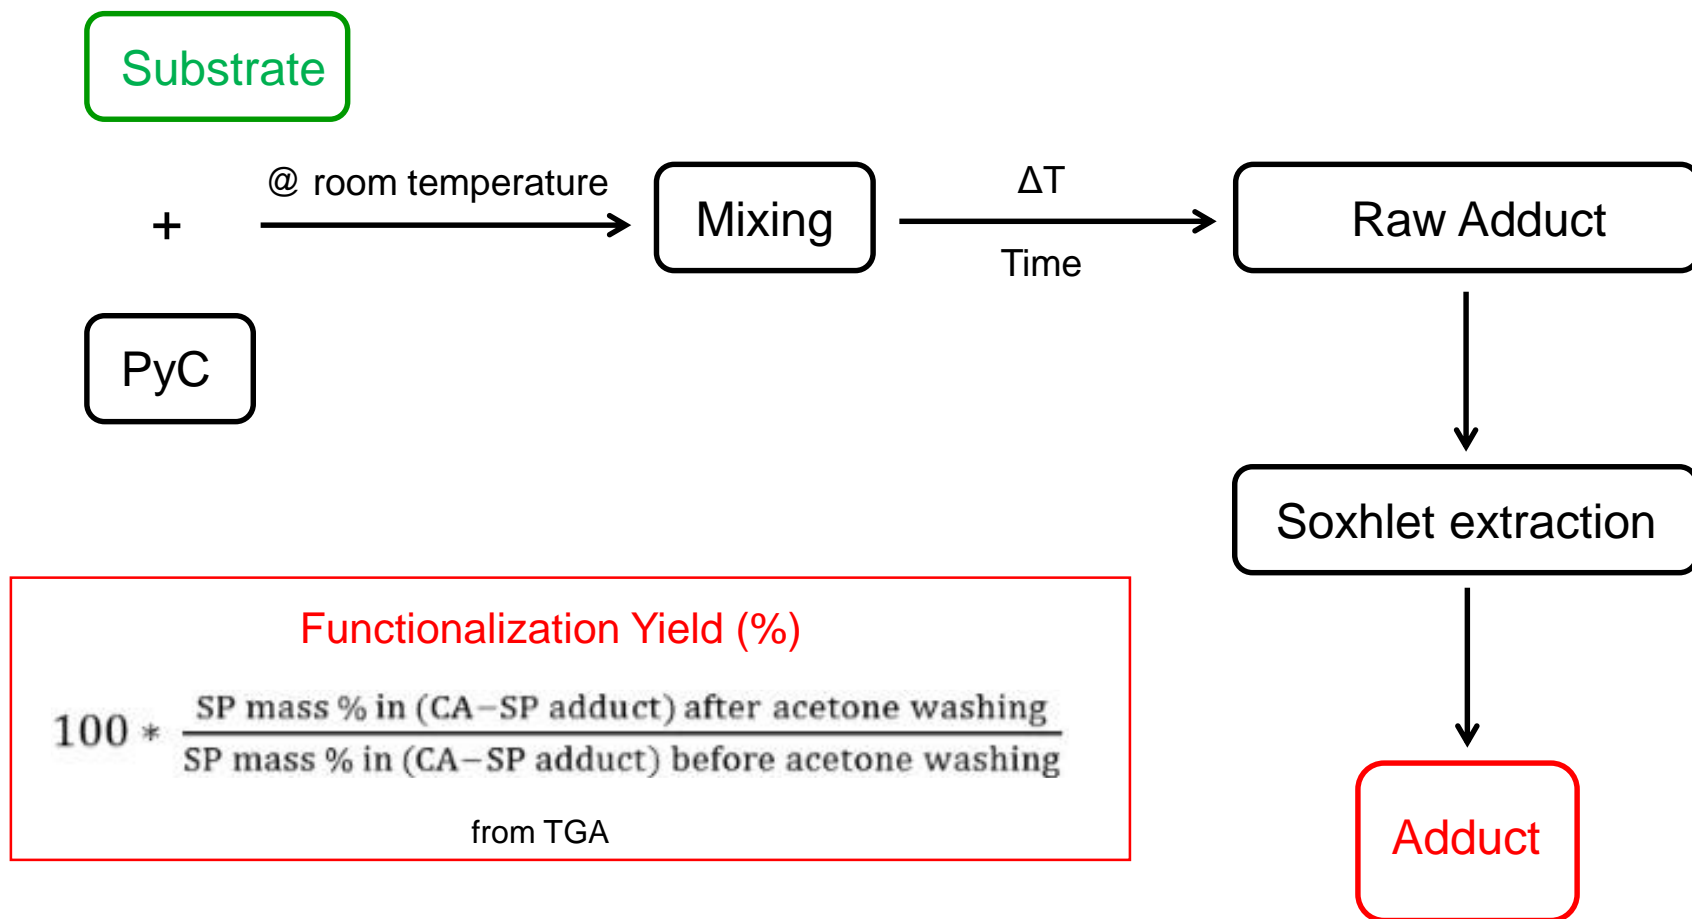 Substrate
+
PyC
@ room temperature
Mixing
ΔT
Time
Raw Adduct
Soxhlet extraction
Adduct
Functionalization Yield (%)
100 * SP mass % in (CA−SP adduct) after acetone washing
SP mass % in (CA−SP adduct) before acetone washing
from TGA